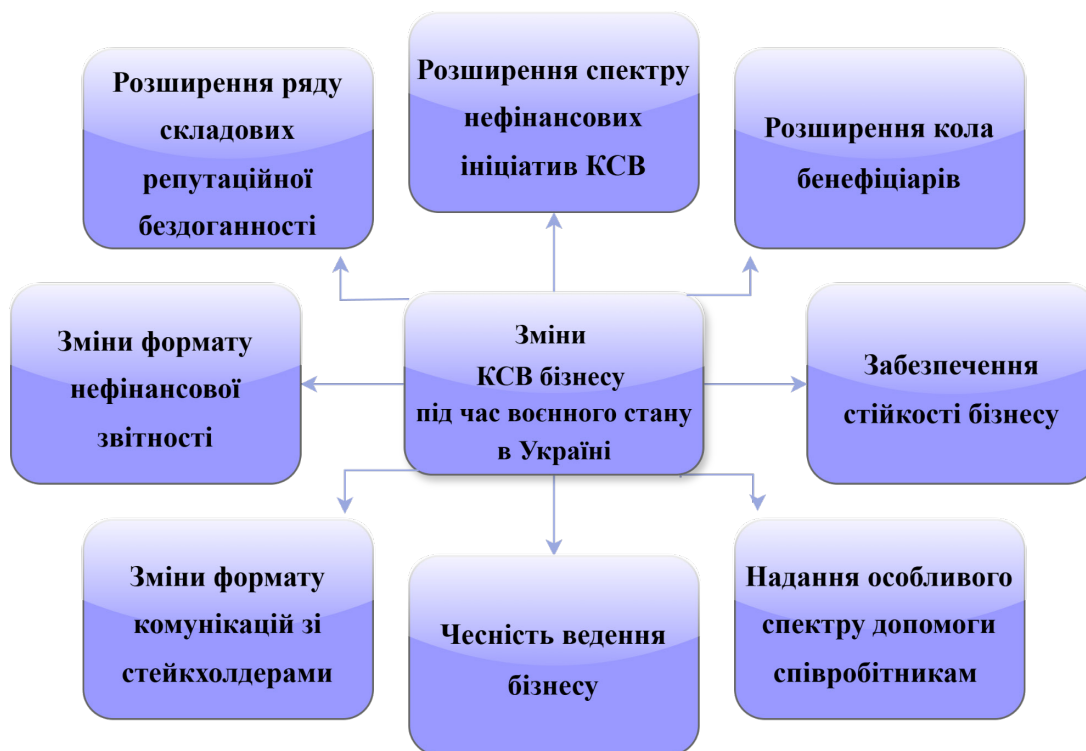 Розширення ряду
складових
репутаційної
бездоганності
Розширення спектру
нефінансових
ініціатив КСВ
Розширення кола
бенефіціарів
Зміни формату
нефінансової
звітності
Зміни
КСВ бізнесу
під час воєнного стану
в Україні
Забезпечення
стійкості бізнесу
Зміни формату
комунікацій зі
стейкхолдерами
Чесність ведення
бізнесу
Надання особливого
спектру допомоги
співробітникам